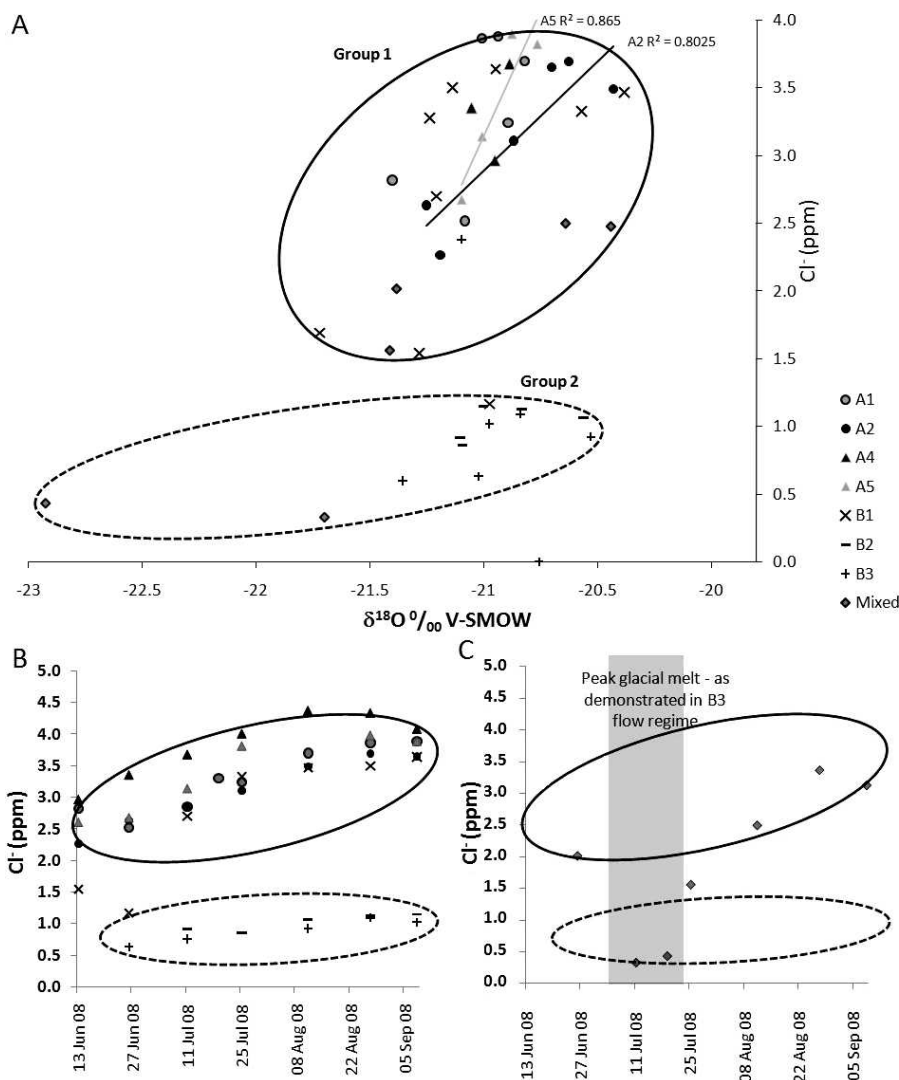 A
A5 R² = 0.865
A2 R² = 0.8025
Group 1
4.0
3.5
3.0
2.5
2.0
1.5
1.0
0.5
0.0
Cl⁻ (ppm)
Group 2
-23
-22
-21.5
-21
-20.5
-20
δ¹⁸O ⁰/₀₀ V-SMOW
A1
A2
A4
A5
B1
B2
B3
Mixed
B
Cl⁻ (ppm)
5.0
4.5
4.0
3.5
3.0
2.5
2.0
1.5
1.0
0.5
0.0
13 Jun 08
27 Jun 08
11 Jul 08
25 Jul 08
08 Aug 08
22 Aug 08
05 Sep 08
C
Peak glacial melt - as
demonstrated in B3
flow regime
Cl⁻ (ppm)
5.0
4.5
4.0
3.5
3.0
2.5
2.0
1.5
1.0
0.5
0.0
13 Jun 08
27 Jun 08
11 Jul 08
25 Jul 08
08 Aug 08
22 Aug 08
05 Sep 08